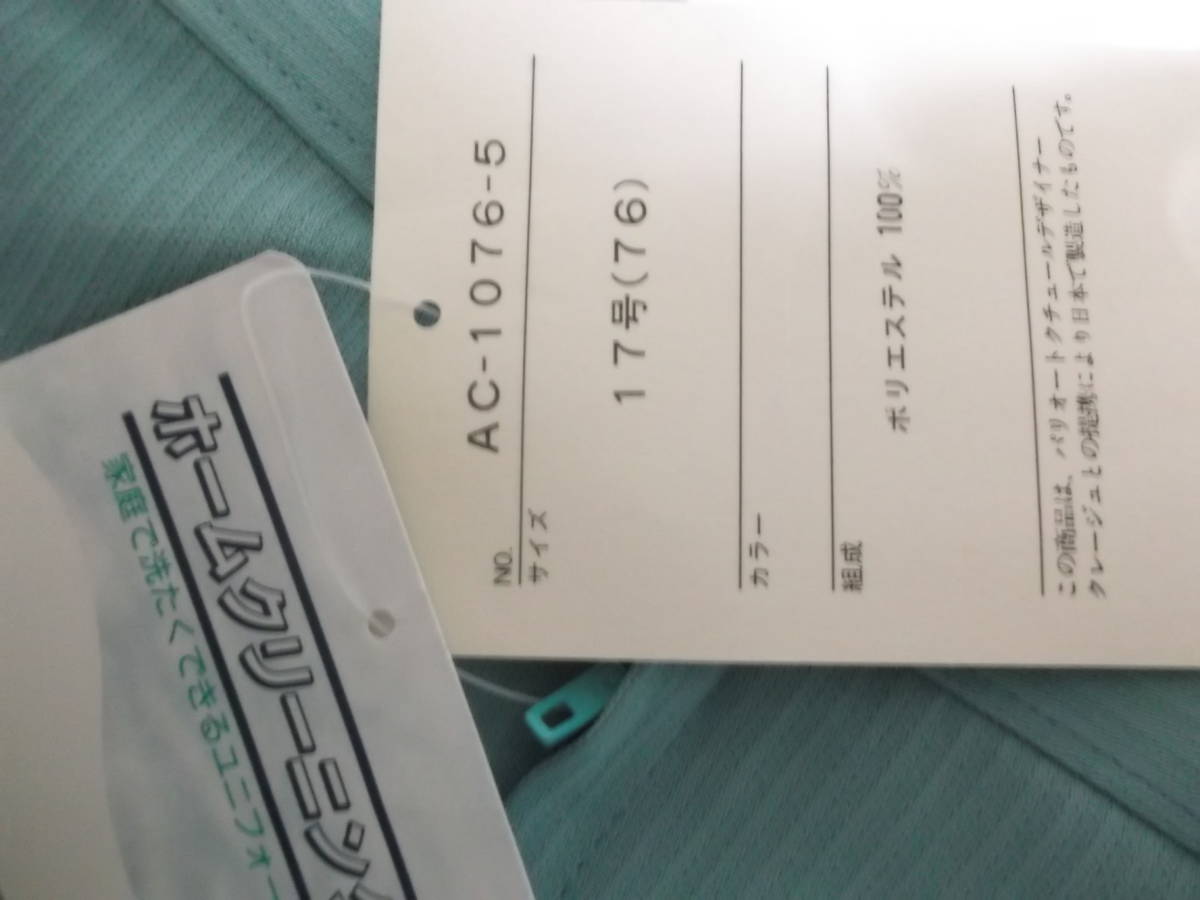 NO. AC-1076-5
サイズ
17号(76)
カラー
組成
ポリエステル 100%
この商品は、パリオートクチュールデザイナー
クレージュとの提携により日本で製造したものです。
ホームクリーニング
家庭で洗たくできるユニフォー